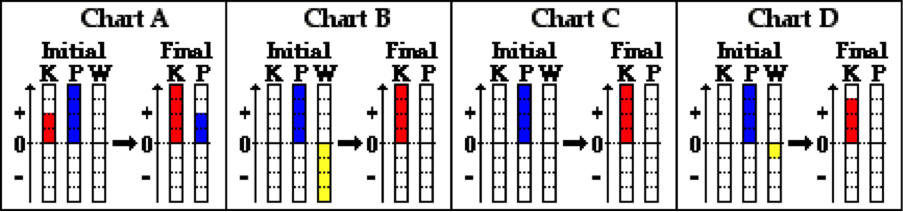 Chart A Chart B Chart C Chart D
Initial Final Initial Final Initial Final Initial Final
K P W K P K P W K P K P W K P K P W K P
+ + + + + + + +
0 0 0 0 0 0 0 0
- - - - - - - -